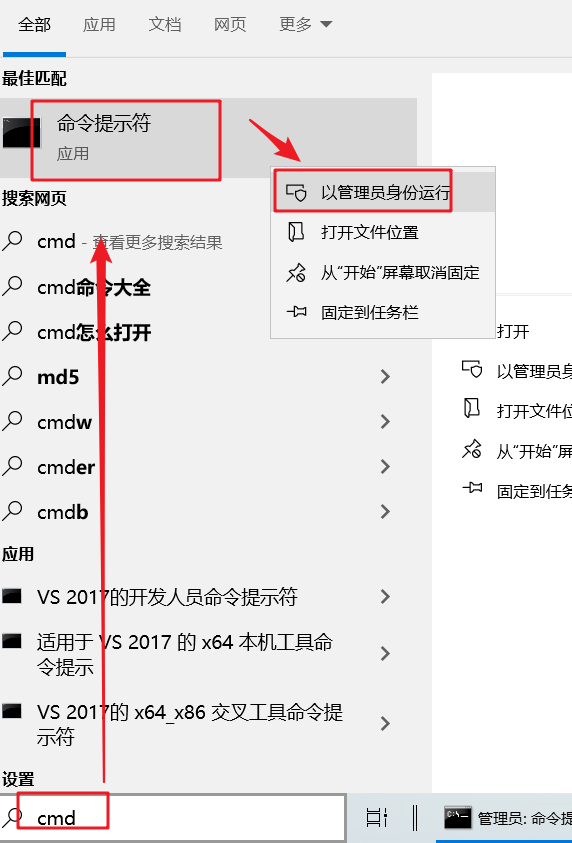 全部 应用 文档 网页 更多
最佳匹配
命令提示符
应用
以管理员身份运行
打开文件位置
从“开始”屏幕取消固定
固定到任务栏
搜索网页
cmd - 查看更多搜索结果
cmd命令大全
cmd怎么打开
md5
cmdw
cmder
cmdb
打开
以管理员身
打开文件位
从“开始”屏
固定到任务
应用
VS 2017的开发人员命令提示符
适用于 VS 2017 的 x64 本机工具命
令提示
VS 2017的 x64_x86 交叉工具命令提
示符
设置
cmd
管理员: 命令提